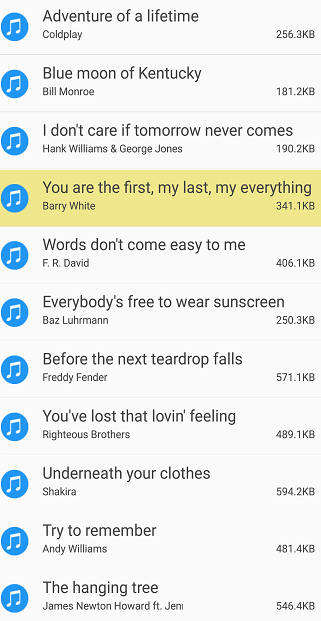 Adventure of a lifetime
Coldplay 256.3KB
Blue moon of Kentucky
Bill Monroe 181.2KB
I don't care if tomorrow never comes
Hank Williams & George Jones 190.2KB
You are the first, my last, my everything
Barry White 341.1KB
Words don't come easy to me
F. R. David 406.1KB
Everybody's free to wear sunscreen
Baz Luhrmann 250.3KB
Before the next teardrop falls
Freddy Fender 571.1KB
You've lost that lovin' feeling
Righteous Brothers 489.1KB
Underneath your clothes
Shakira 594.2KB
Try to remember
Andy Williams 481.4KB
The hanging tree
James Newton Howard ft. 546.4KB